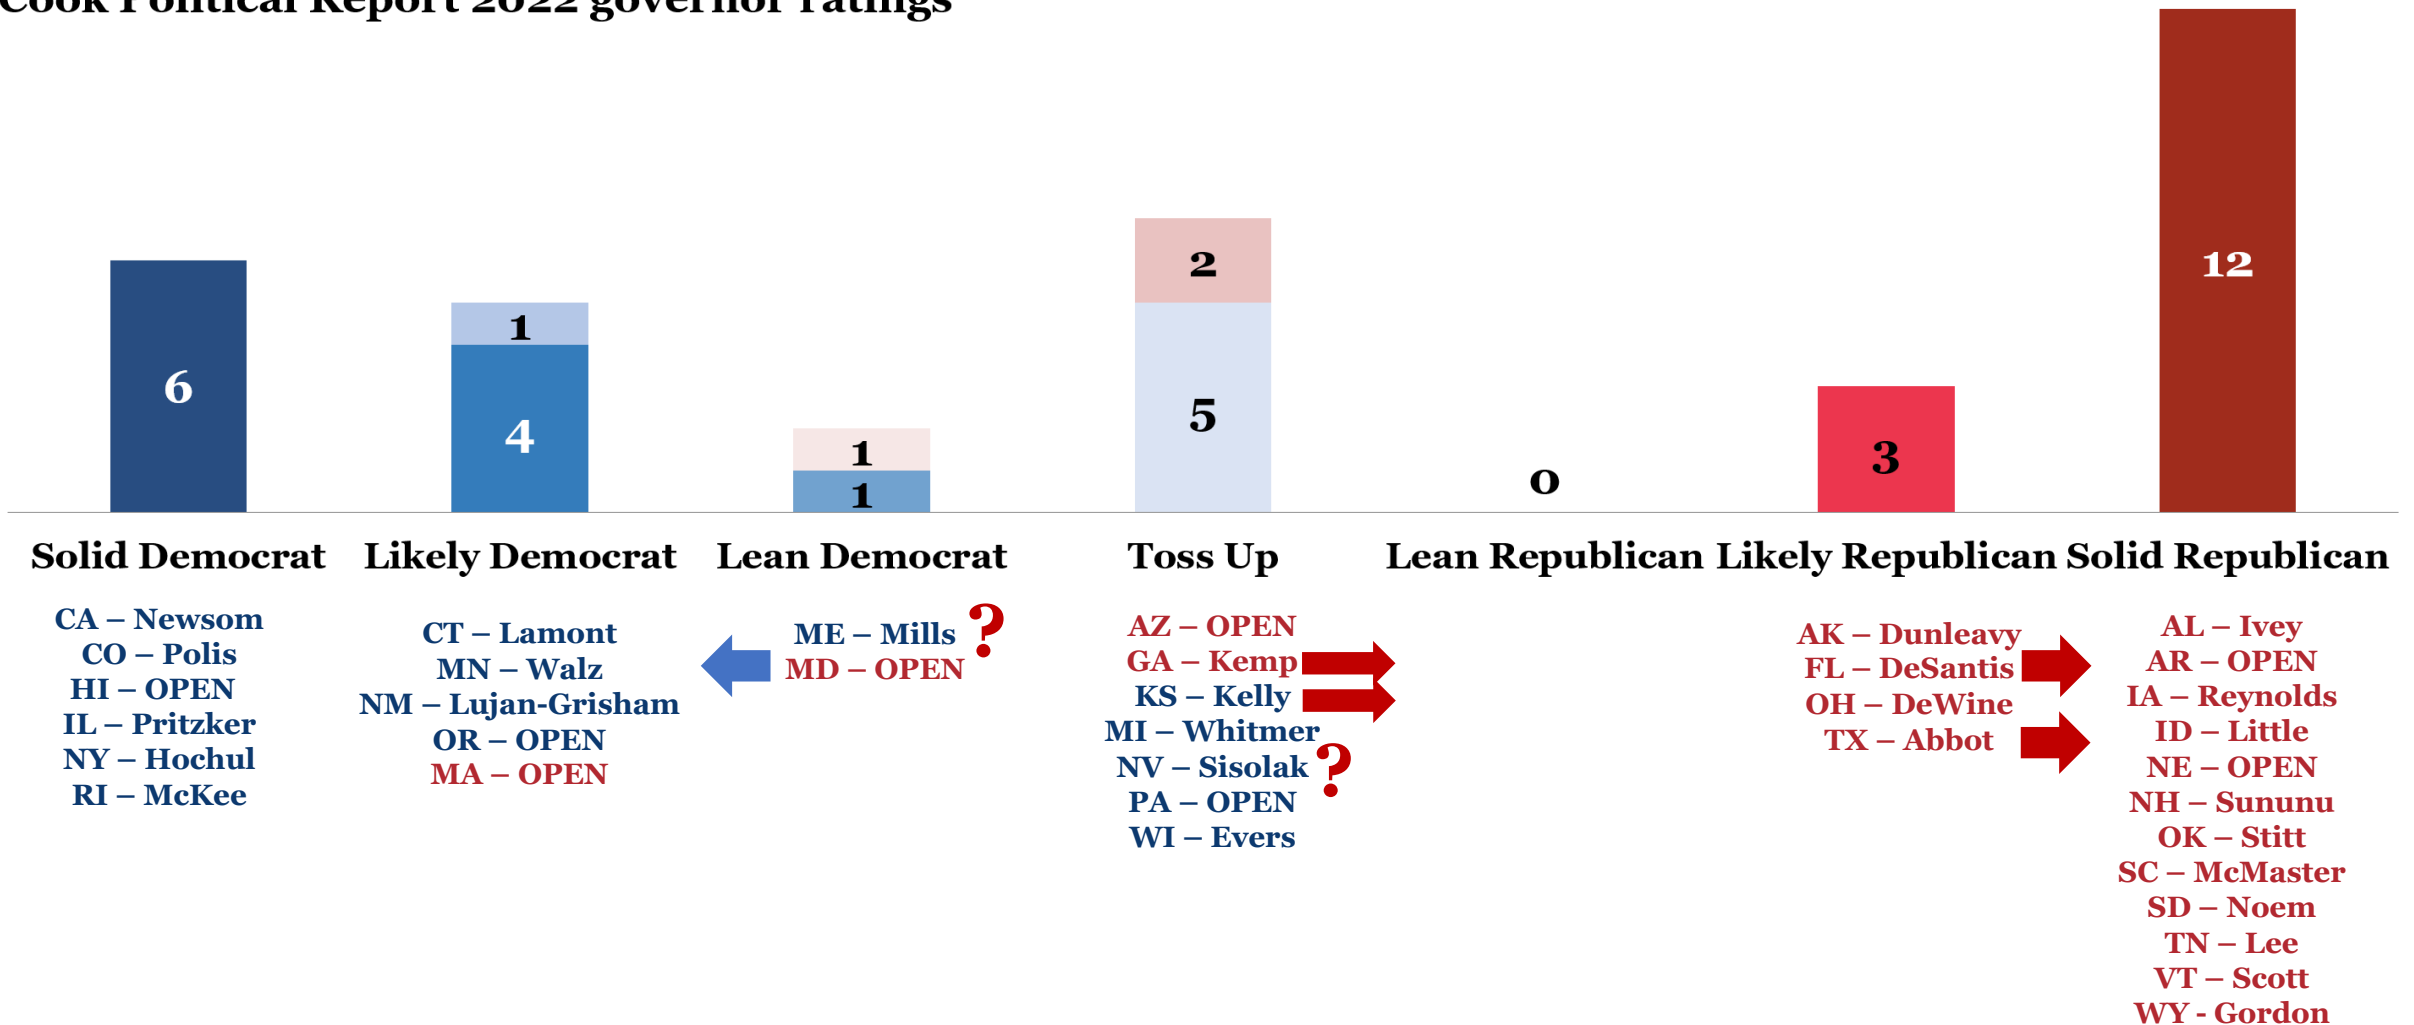 Cook Political Report 2022 governor ratings
6
1
4
1
1
2
5
0
3
12
Solid Democrat
Likely Democrat
Lean Democrat
Toss Up
Lean Republican
Likely Republican
Solid Republican
CA – Newsom
CO – Polis
HI – OPEN
IL – Pritzker
NY – Hochul
RI – McKee
CT – Lamont
MN – Walz
NM – Lujan-Grisham
OR – OPEN
MA – OPEN
ME – Mills ?
MD – OPEN
AZ – OPEN
GA – Kemp
KS – Kelly
MI – Whitmer
NV – Sisolak ?
PA – OPEN
WI – Evers
AK – Dunleavy
FL – DeSantis
OH – DeWine
TX – Abbot
AL – Ivey
AR – OPEN
IA – Reynolds
ID – Little
NE – OPEN
NH – Sununu
OK – Stitt
SC – McMaster
SD – Noem
TN – Lee
VT – Scott
WY - Gordon